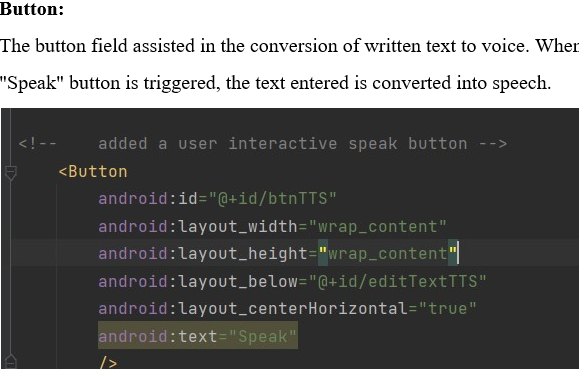 Button:
The button field assisted in the conversion of written text to voice. When
"Speak" button is triggered, the text entered is converted into speech.
<!--    added a user interactive speak button -->
<Button
android:id="@+id/btnTTS"
android:layout_width="wrap_content"
android:layout_height="wrap_content"
android:layout_below="@+id/editTextTTS"
android:layout_centerHorizontal="true"
android:text="Speak"
/>